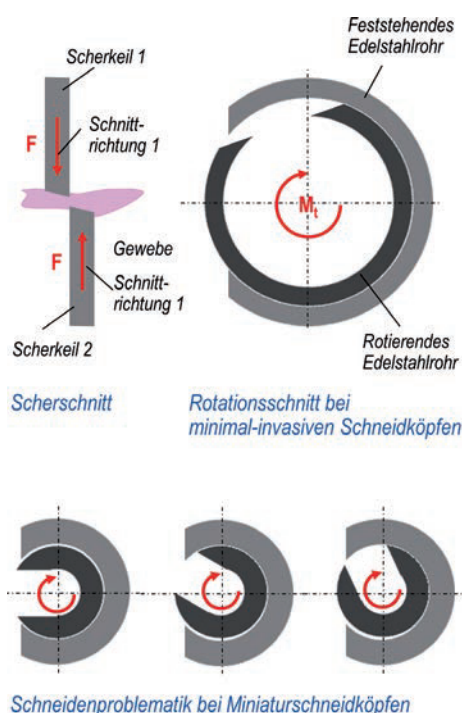 Scherkeil 1
F
Schnitt-
richtung 1
F
Gewebe
Schnitt-
richtung 1
Scherkeil 2
Scherschnitt
Feststehendes
Edelstahlrohr
Mt
Rotierendes
Edelstahlrohr
Rotationsschnitt bei
minimal-invasiven Schneidköpfen
Schneidenproblematik bei Miniaturschneidköpfen